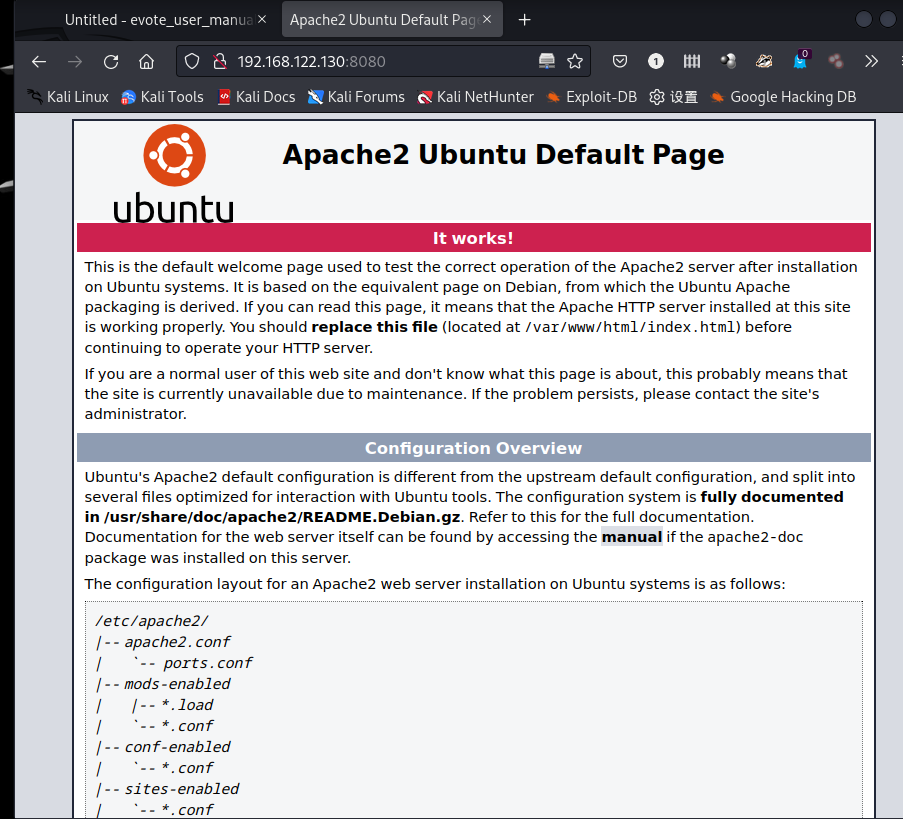 Untitled - evote_user_manua
Apache2 Ubuntu Default Page
192.168.122.130:8080
1
0
Kali Linux
Kali Tools
Kali Docs
Kali Forums
Kali NetHunter
Exploit-DB
设置
Google Hacking DB
ubuntu
Apache2 Ubuntu Default Page
It works!
This is the default welcome page used to test the correct operation of the Apache2 server after installation
on Ubuntu systems. It is based on the equivalent page on Debian, from which the Ubuntu Apache
packaging is derived. If you can read this page, it means that the Apache HTTP server installed at this site
is working properly. You should replace this file (located at /var/www/html/index.html) before
continuing to operate your HTTP server.
If you are a normal user of this web site and don't know what this page is about, this probably means that
the site is currently unavailable due to maintenance. If the problem persists, please contact the site's
administrator.
Configuration Overview
Ubuntu's Apache2 default configuration is different from the upstream default configuration, and split into
several files optimized for interaction with Ubuntu tools. The configuration system is fully documented
in /usr/share/doc/apache2/README.Debian.gz. Refer to this for the full documentation.
Documentation for the web server itself can be found by accessing the manual if the apache2-doc
package was installed on this server.
The configuration layout for an Apache2 web server installation on Ubuntu systems is as follows:
/etc/apache2/
|-- apache2.conf
|   `-- ports.conf
|-- mods-enabled
|   |-- *.load
|   `-- *.conf
|-- conf-enabled
|   `-- *.conf
|-- sites-enabled
|   `-- *.conf